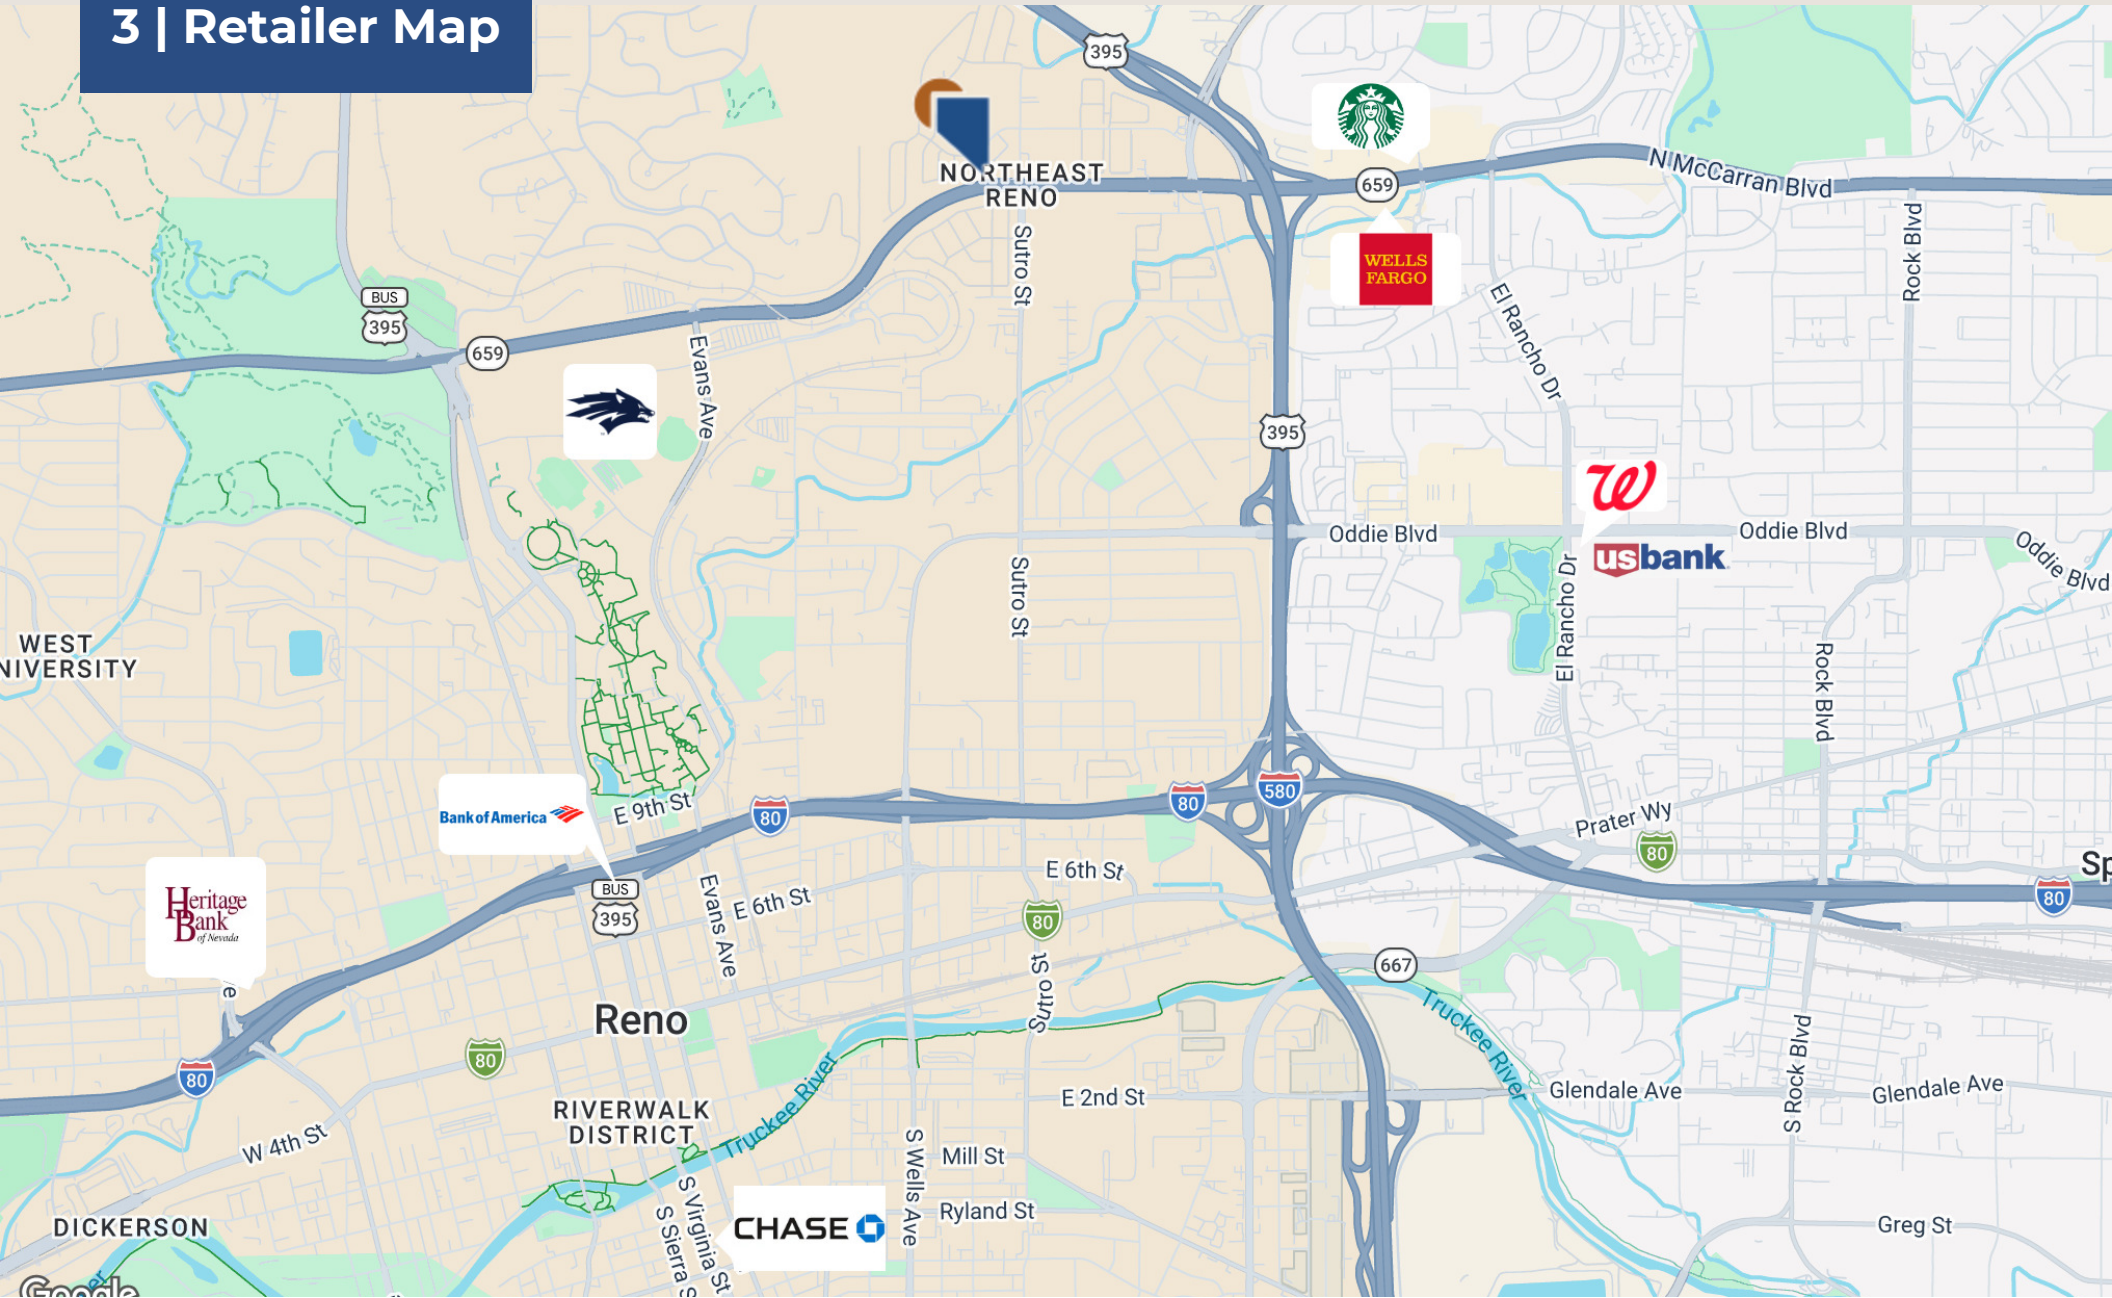 3 | Retailer Map
395
659
N McCarran Blvd
NORTHEAST
RENO
WELLS
FARGO
Sutro St
Rock Blvd
El Rancho Dr
BUS
395
659
Evans Ave
395
W
Oddie Blvd
Oddie Blvd
Oddie Blvd
usbank
Sutro St
El Rancho Dr
WEST
NIVERSITY
Rock Blvd
Bank of America
E 9th St
80
80
580
Prater Wy
80
Sp
80
Heritage
Bank
of Nevada
BUS
395
Evans Ave
E 6th St
E 6th St
80
e
Sutro St
667
Reno
80
80
Truckee River
Truckee River
Glendale Ave
Glendale Ave
S Rock Blvd
E 2nd St
RIVERWALK
DISTRICT
W 4th St
Mill St
S Wells Ave
Ryland St
S Virginia St
S Sierra S
CHASE
DICKERSON
Greg St
er
Google